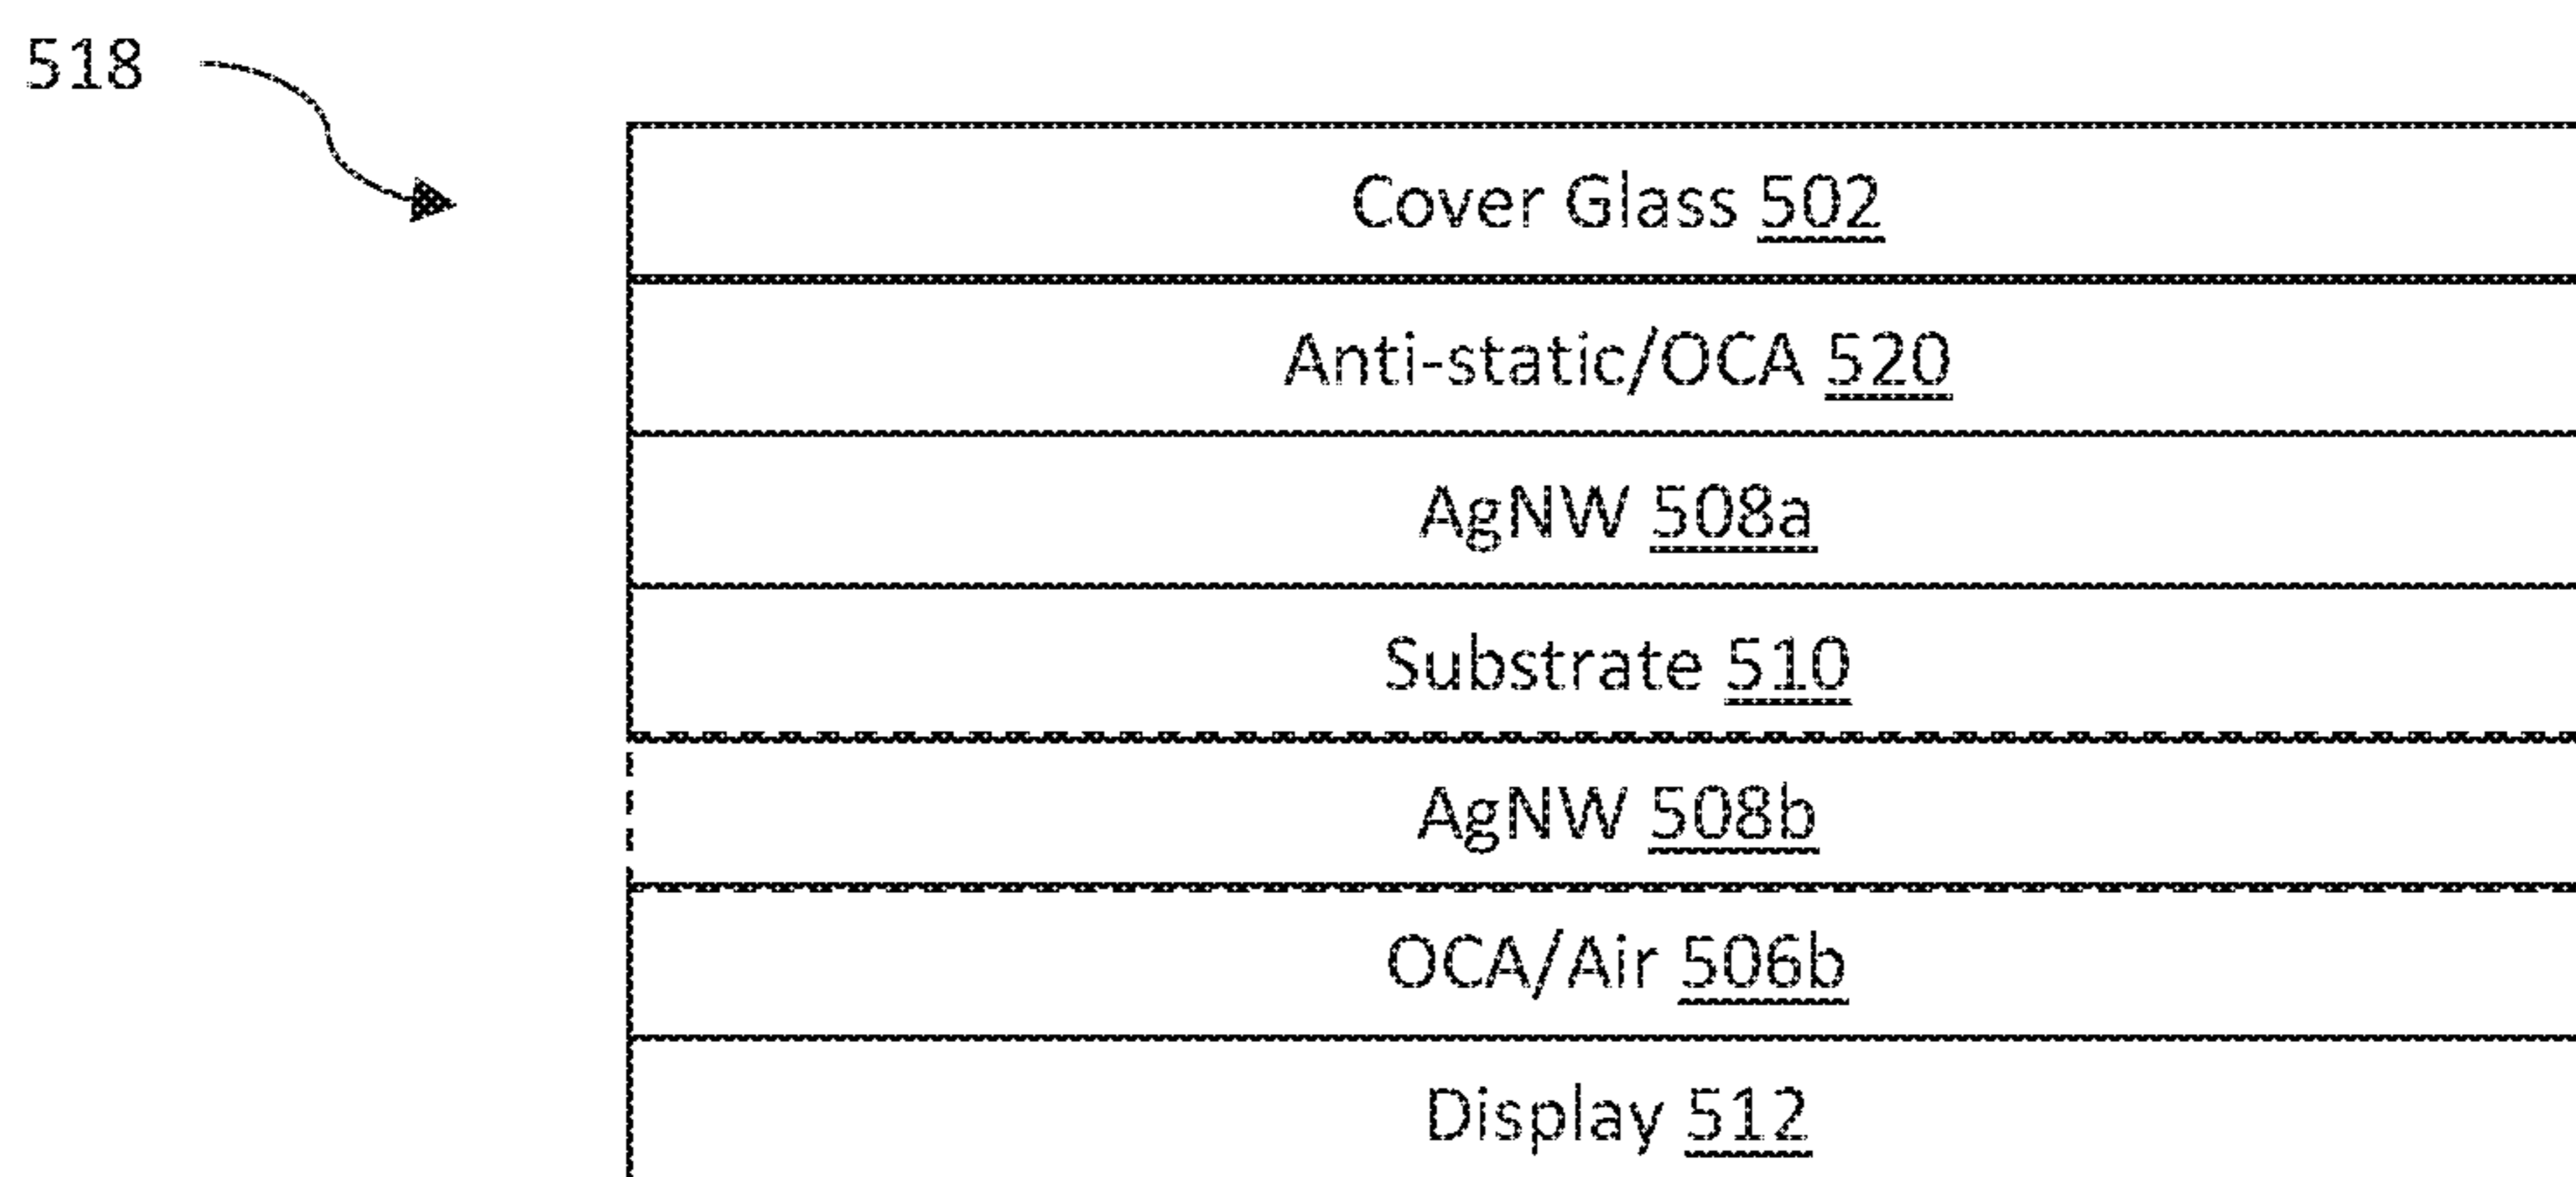 518
Cover Glass 502
Anti-static/OCA 520
AgNW 508a
Substrate 510
AgNW 508b
OCA/Air 506b
Display 512